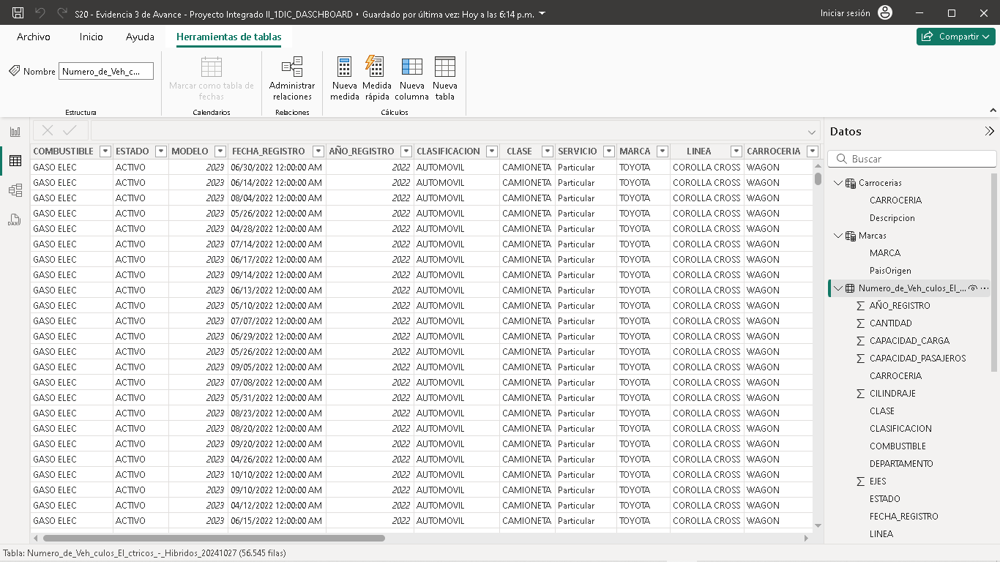 S20 - Evidencia 3 de Avance - Proyecto Integrado II_1DIC_DASCHBOARD • Guardado por última vez: Hoy a las 6:14 p.m.
Iniciar sesión
Archivo Inicio Ayuda Herramientas de tablas
Compartir
Nombre Numero_de_Veh_c...
Marcar como tabla de fechas
Administrar relaciones
Nueva medida
Medida rápida
Nueva columna
Nueva tabla
Estructura Calendarios Relaciones Cálculos
COMBUSTIBLE ESTADO MODELO FECHA_REGISTRO AÑO_REGISTRO CLASIFICACION CLASE SERVICIO MARCA LINEA CARROCERIA
GASO ELEC ACTIVO 2023 06/30/2022 12:00:00 AM 2022 AUTOMOVIL CAMIONETA Particular TOYOTA COROLLA CROSS WAGON
GASO ELEC ACTIVO 2023 06/14/2022 12:00:00 AM 2022 AUTOMOVIL CAMIONETA Particular TOYOTA COROLLA CROSS WAGON
GASO ELEC ACTIVO 2023 08/04/2022 12:00:00 AM 2022 AUTOMOVIL CAMIONETA Particular TOYOTA COROLLA CROSS WAGON
GASO ELEC ACTIVO 2023 05/26/2022 12:00:00 AM 2022 AUTOMOVIL CAMIONETA Particular TOYOTA COROLLA CROSS WAGON
GASO ELEC ACTIVO 2023 04/28/2022 12:00:00 AM 2022 AUTOMOVIL CAMIONETA Particular TOYOTA COROLLA CROSS WAGON
GASO ELEC ACTIVO 2023 07/14/2022 12:00:00 AM 2022 AUTOMOVIL CAMIONETA Particular TOYOTA COROLLA CROSS WAGON
GASO ELEC ACTIVO 2023 06/17/2022 12:00:00 AM 2022 AUTOMOVIL CAMIONETA Particular TOYOTA COROLLA CROSS WAGON
GASO ELEC ACTIVO 2023 09/14/2022 12:00:00 AM 2022 AUTOMOVIL CAMIONETA Particular TOYOTA COROLLA CROSS WAGON
GASO ELEC ACTIVO 2023 06/13/2022 12:00:00 AM 2022 AUTOMOVIL CAMIONETA Particular TOYOTA COROLLA CROSS WAGON
GASO ELEC ACTIVO 2023 05/10/2022 12:00:00 AM 2022 AUTOMOVIL CAMIONETA Particular TOYOTA COROLLA CROSS WAGON
GASO ELEC ACTIVO 2023 07/07/2022 12:00:00 AM 2022 AUTOMOVIL CAMIONETA Particular TOYOTA COROLLA CROSS WAGON
GASO ELEC ACTIVO 2023 06/29/2022 12:00:00 AM 2022 AUTOMOVIL CAMIONETA Particular TOYOTA COROLLA CROSS WAGON
GASO ELEC ACTIVO 2023 05/26/2022 12:00:00 AM 2022 AUTOMOVIL CAMIONETA Particular TOYOTA COROLLA CROSS WAGON
GASO ELEC ACTIVO 2023 09/05/2022 12:00:00 AM 2022 AUTOMOVIL CAMIONETA Particular TOYOTA COROLLA CROSS WAGON
GASO ELEC ACTIVO 2023 07/08/2022 12:00:00 AM 2022 AUTOMOVIL CAMIONETA Particular TOYOTA COROLLA CROSS WAGON
GASO ELEC ACTIVO 2023 05/31/2022 12:00:00 AM 2022 AUTOMOVIL CAMIONETA Particular TOYOTA COROLLA CROSS WAGON
GASO ELEC ACTIVO 2023 08/23/2022 12:00:00 AM 2022 AUTOMOVIL CAMIONETA Particular TOYOTA COROLLA CROSS WAGON
GASO ELEC ACTIVO 2023 08/20/2022 12:00:00 AM 2022 AUTOMOVIL CAMIONETA Particular TOYOTA COROLLA CROSS WAGON
GASO ELEC ACTIVO 2023 09/20/2022 12:00:00 AM 2022 AUTOMOVIL CAMIONETA Particular TOYOTA COROLLA CROSS WAGON
GASO ELEC ACTIVO 2023 04/26/2022 12:00:00 AM 2022 AUTOMOVIL CAMIONETA Particular TOYOTA COROLLA CROSS WAGON
GASO ELEC ACTIVO 2023 10/10/2022 12:00:00 AM 2022 AUTOMOVIL CAMIONETA Particular TOYOTA COROLLA CROSS WAGON
GASO ELEC ACTIVO 2023 09/10/2022 12:00:00 AM 2022 AUTOMOVIL CAMIONETA Particular TOYOTA COROLLA CROSS WAGON
GASO ELEC ACTIVO 2023 04/12/2022 12:00:00 AM 2022 AUTOMOVIL CAMIONETA Particular TOYOTA COROLLA CROSS WAGON
GASO ELEC ACTIVO 2023 06/15/2022 12:00:00 AM 2022 AUTOMOVIL CAMIONETA Particular TOYOTA COROLLA CROSS WAGON
DAX
Datos
Buscar
Carrocerias
CARROCERIA
Descripcion
Marcas
MARCA
PaisOrigen
Numero_de_Veh_culos_El_...
AÑO_REGISTRO
CANTIDAD
CAPACIDAD_CARGA
CAPACIDAD_PASAJEROS
CARROCERIA
CILINDRAJE
CLASE
CLASIFICACION
COMBUSTIBLE
DEPARTAMENTO
EJES
ESTADO
FECHA_REGISTRO
LINEA
Tabla: Numero_de_Veh_culos_El_ctricos_-_Hibridos_20241027 (56.545 filas)